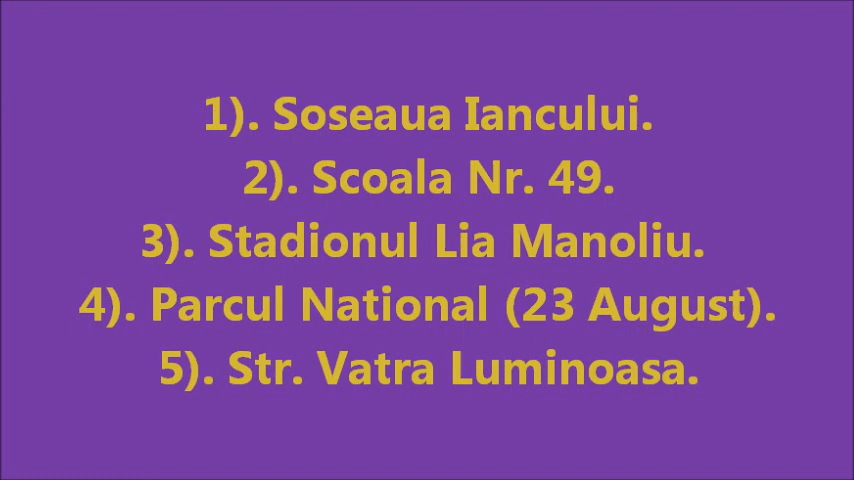 1). Soseaua Iancului.
2). Scoala Nr. 49.
3). Stadionul Lia Manoliu.
4). Parcul National (23 August).
5). Str. Vatra Luminoasa.